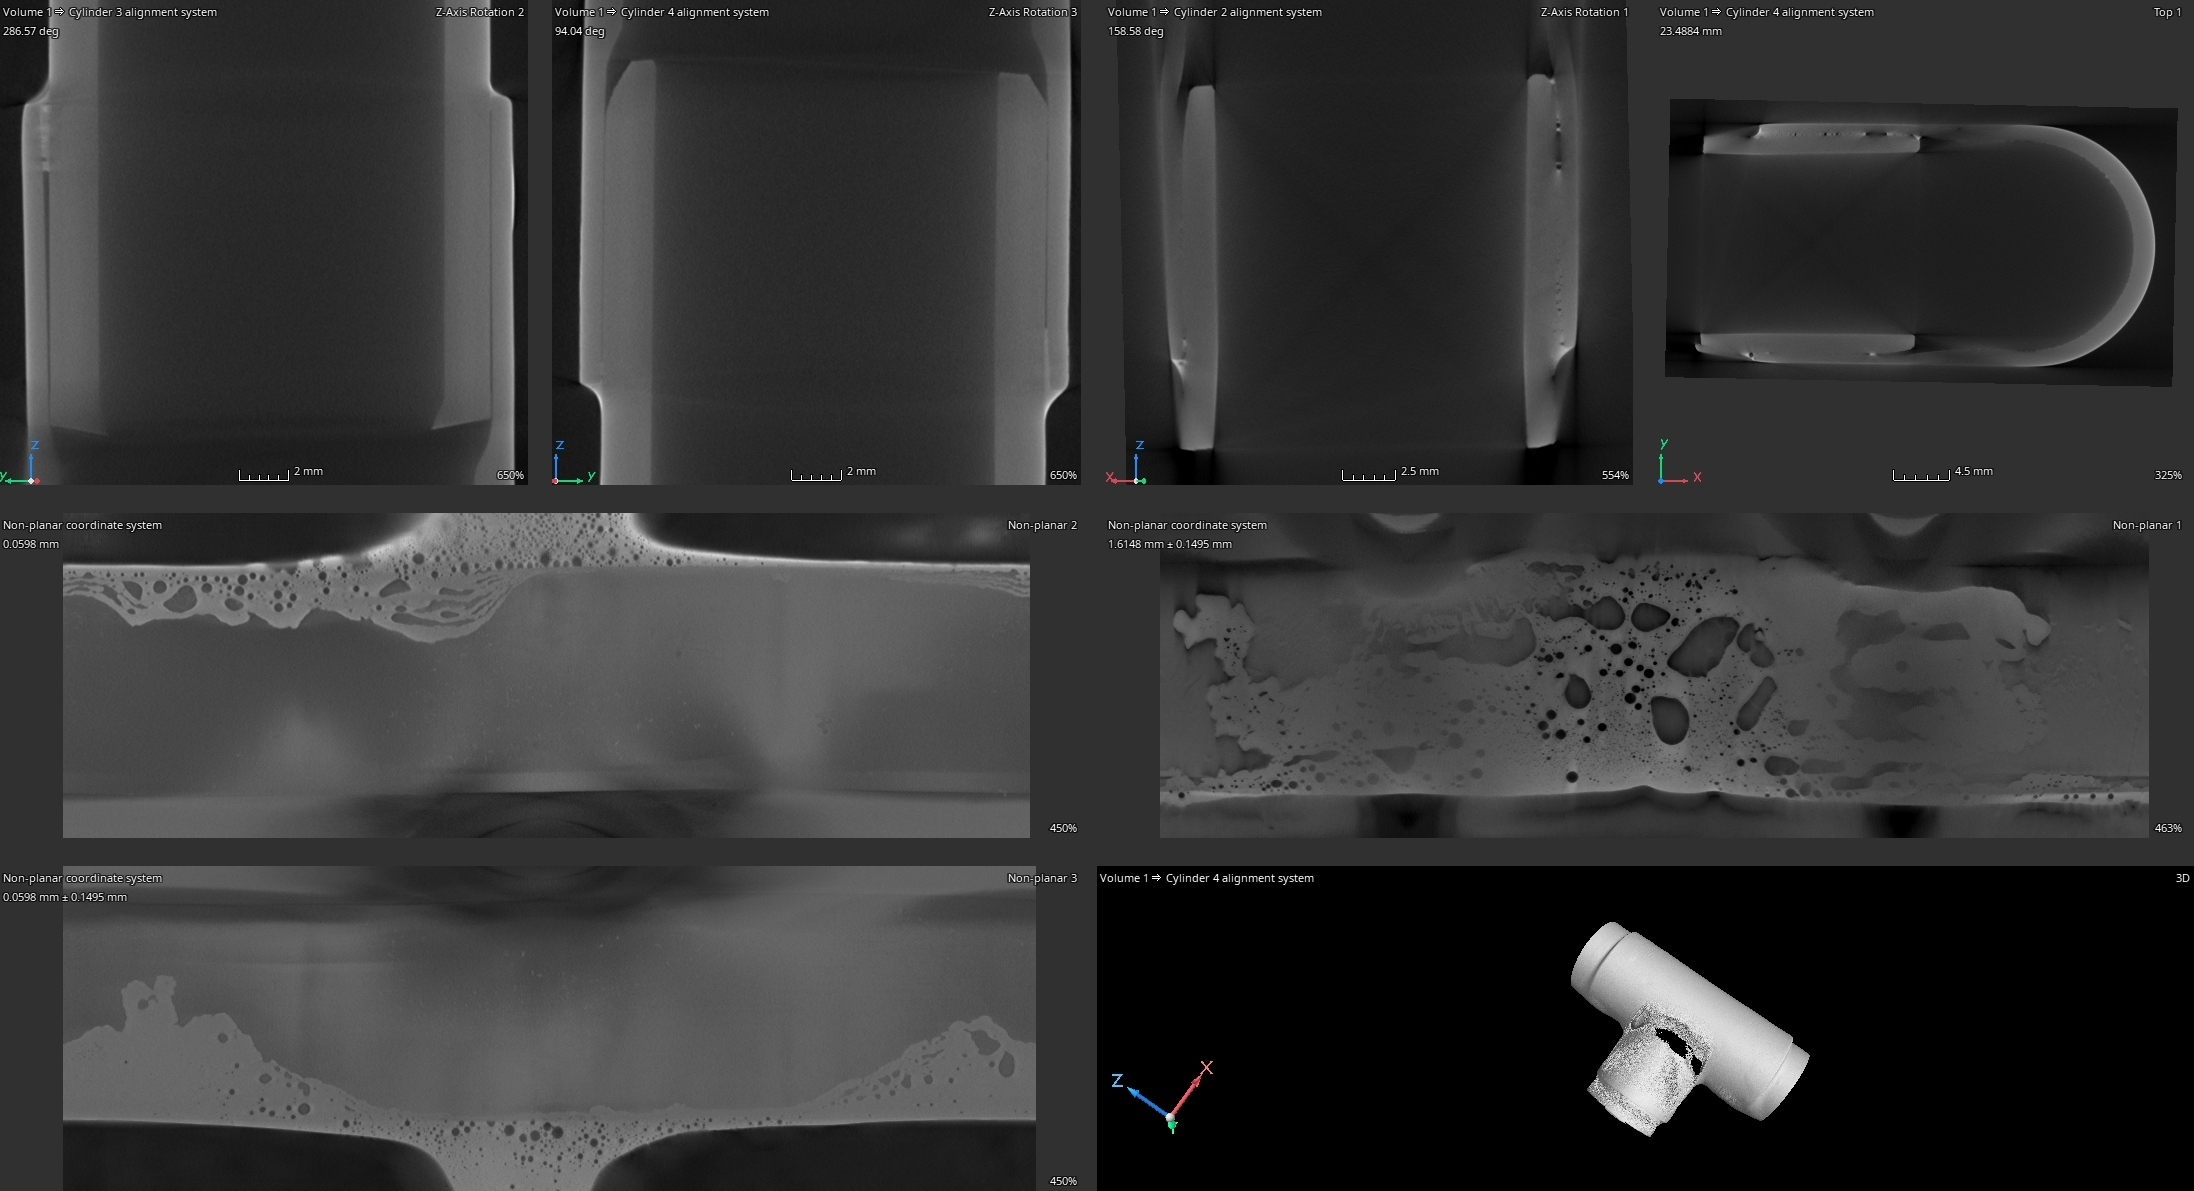 Volume 1 ⇒ Cylinder 3 alignment system
Z-Axis Rotation 2
286.57 deg
Z
y
2 mm
650%
Volume 1 ⇒ Cylinder 4 alignment system
Z-Axis Rotation 3
94.04 deg
Z
y
2 mm
650%
Volume 1 ⇒ Cylinder 2 alignment system
Z-Axis Rotation 1
158.58 deg
Z
X
2.5 mm
554%
Volume 1 ⇒ Cylinder 4 alignment system
Top 1
23.4884 mm
y
X
4.5 mm
325%
Non-planar coordinate system
Non-planar 2
0.0598 mm
450%
Non-planar coordinate system
Non-planar 1
1.6148 mm ± 0.1495 mm
463%
Non-planar coordinate system
Non-planar 3
0.0598 mm ± 0.1495 mm
450%
Volume 1 ⇒ Cylinder 4 alignment system
3D
Z
X